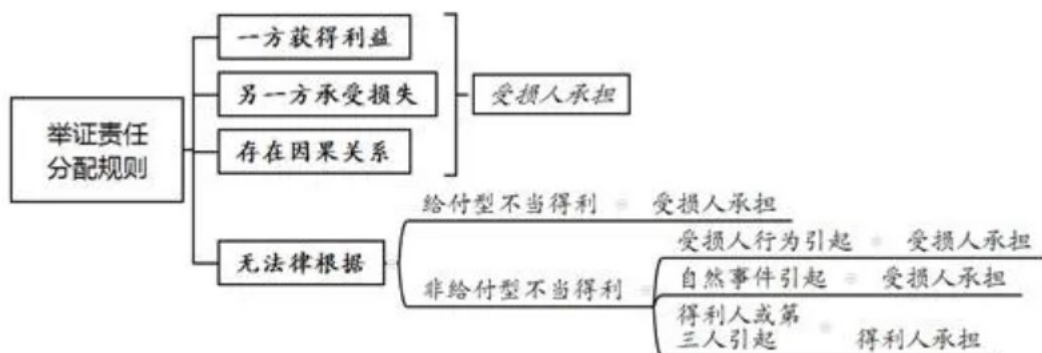 一方获得利益
另一方承受损失
受损人承担
举证责任
分配规则
存在因果关系
给付型不当得利 受损人承担
无法律根据
受损人行为引起 受损人承担
非给付型不当得利
自然事件引起 受损人承担
得利人或第
三人引起 得利人承担